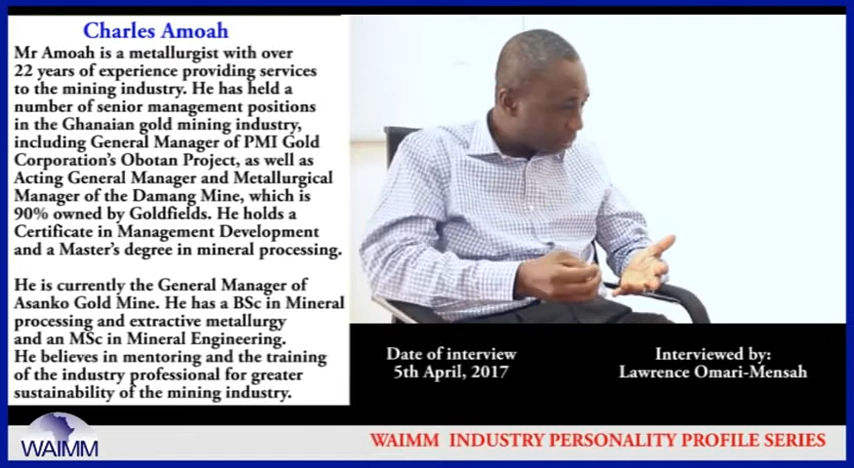 Charles Amoah
Mr Amoah is a metallurgist with over
22 years of experience providing services
to the mining industry. He has held a
number of senior management positions
in the Ghanaian gold mining industry,
including General Manager of PMI Gold
Corporation's Obotan Project, as well as
Acting General Manager and Metallurgical
Manager of the Damang Mine, which is
90% owned by Goldfields. He holds a
Certificate in Management Development
and a Master's degree in mineral processing.
He is currently the General Manager of
Asanko Gold Mine. He has a BSc in Mineral
processing and extractive metallurgy
and an MSc in Mineral Engineering.
He believes in mentoring and the training
of the industry professional for greater
sustainability of the mining industry.
Date of interview
5th April, 2017
Interviewed by:
Lawrence Omari-Mensah
WAIMM
WAIMM INDUSTRY PERSONALITY PROFILE SERIES